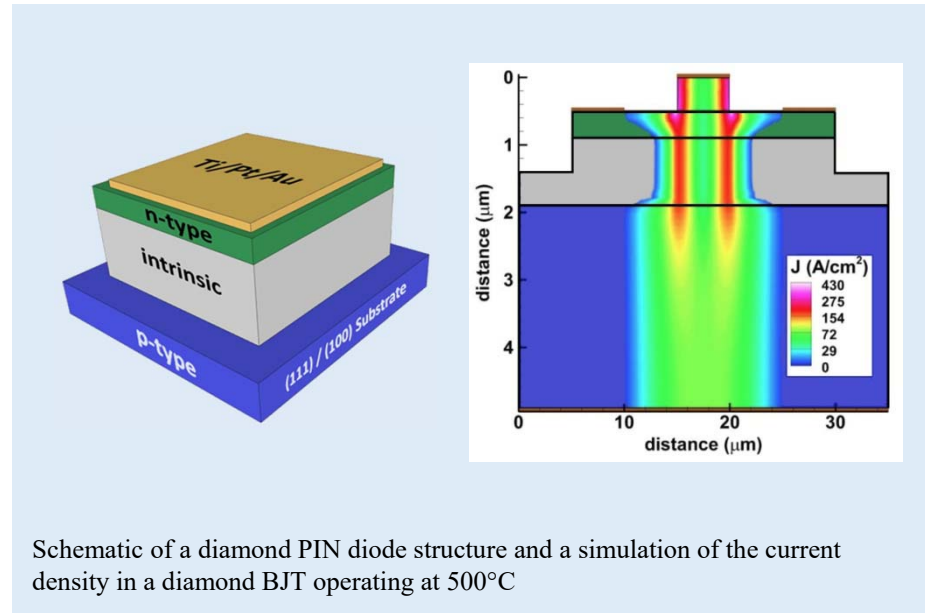 Ti/Pt/Au
n-type
intrinsic
p-type
(111) / (100) Substrate
0
1
2
3
4
distance (μm)
J (A/cm²)
430
275
154
72
29
0
0
10
20
30
distance (μm)
Schematic of a diamond PIN diode structure and a simulation of the current
density in a diamond BJT operating at 500°C